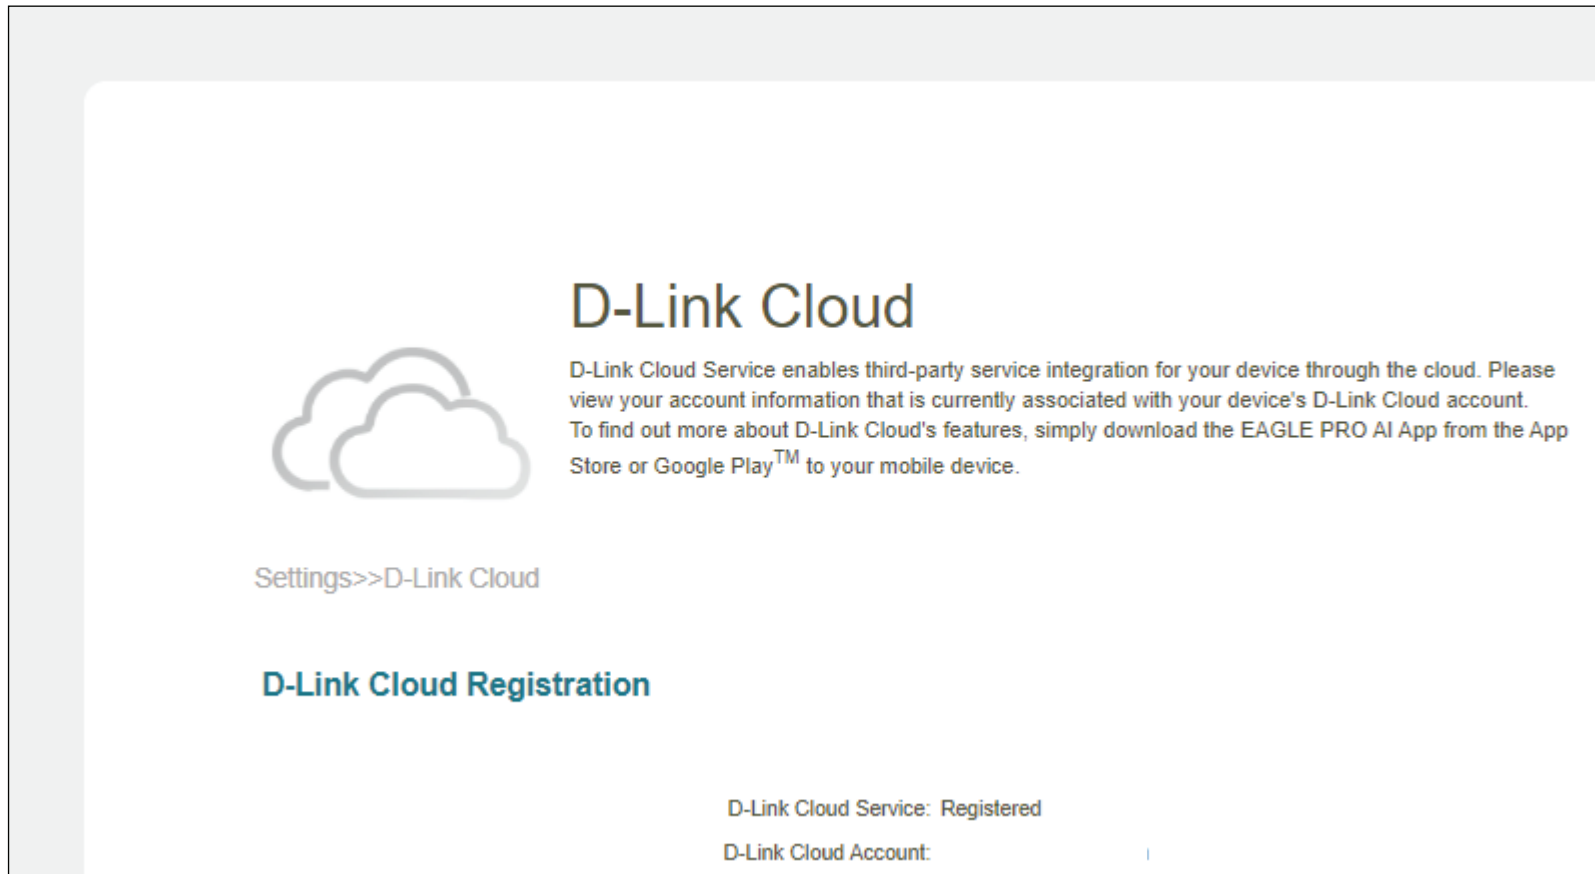 D-Link Cloud
D-Link Cloud Service enables third-party service integration for your device through the cloud. Please
view your account information that is currently associated with your device's D-Link Cloud account.
To find out more about D-Link Cloud's features, simply download the EAGLE PRO AI App from the App
Store or Google Play™ to your mobile device.
Settings>>D-Link Cloud
D-Link Cloud Registration
D-Link Cloud Service: Registered
D-Link Cloud Account: